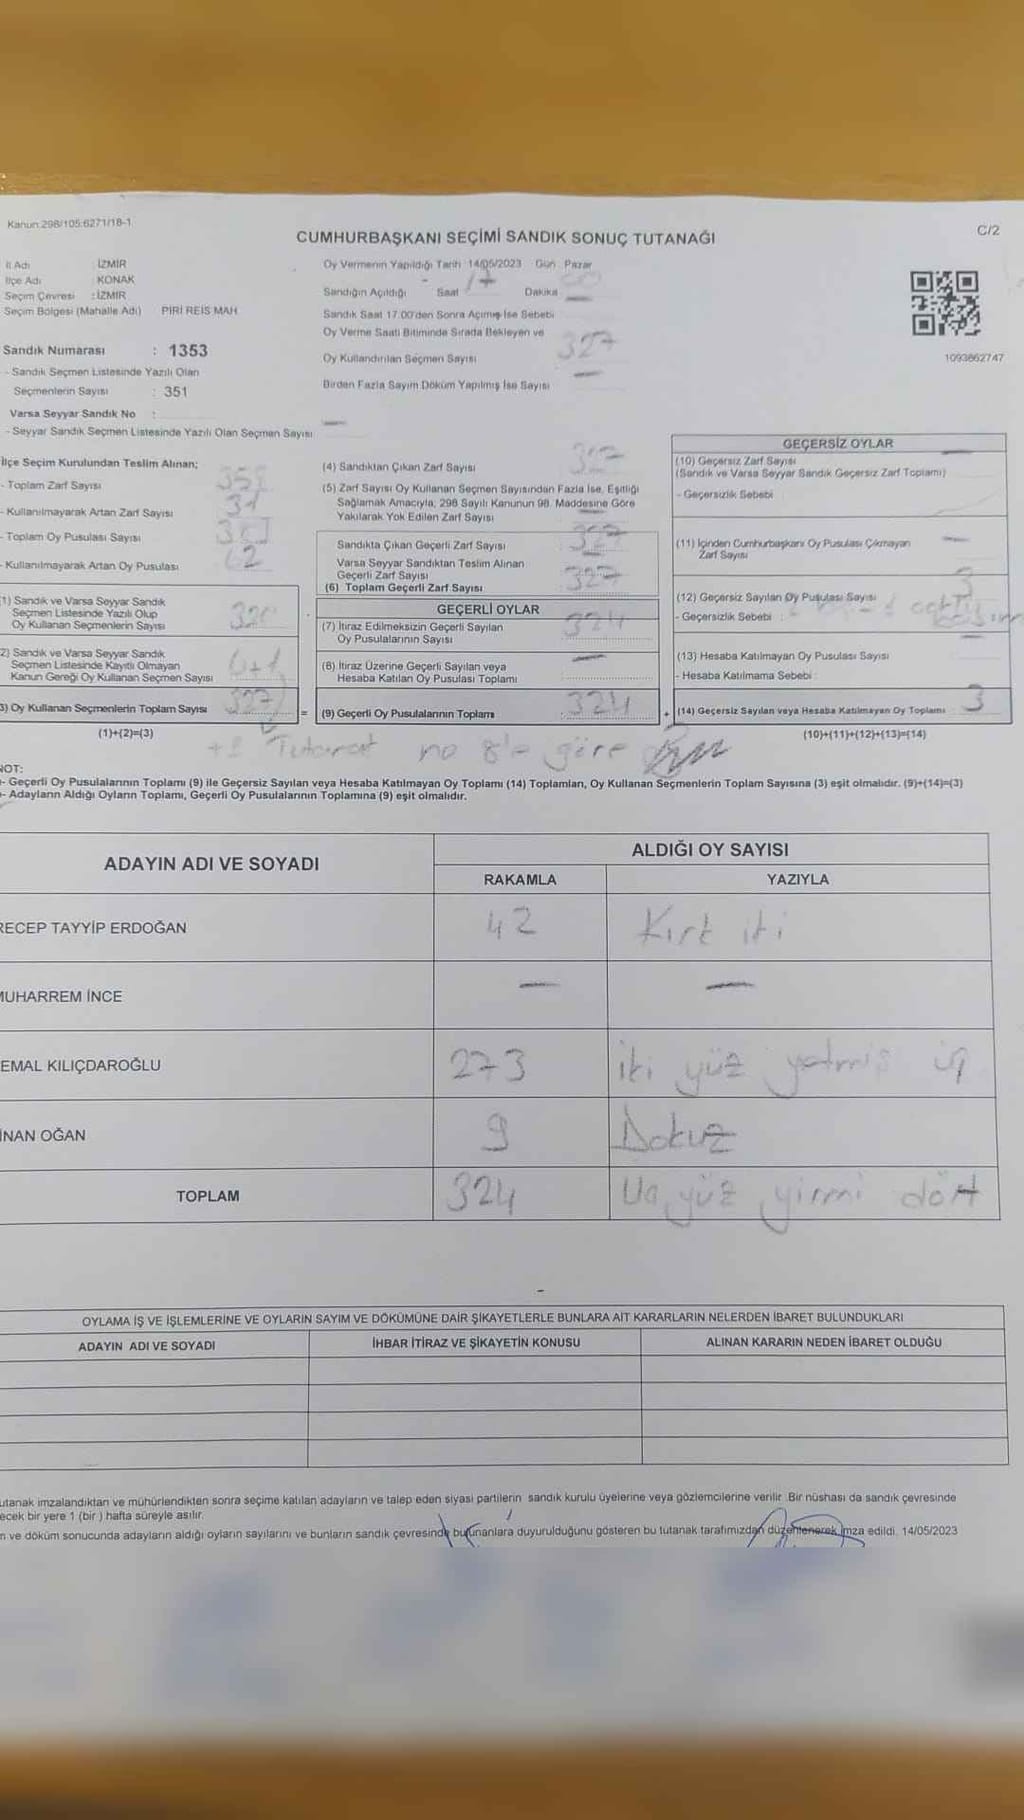 Kanun:298/105:6271/18-1
C/2
CUMHURBAŞKANI SEÇİMİ SANDIK SONUÇ TUTANAĞI
İl Adı : İZMİR
İlçe Adı : KONAK
Seçim Çevresi : İZMİR
Seçim Bölgesi (Mahalle Adı) PİRİ REİS MAH.
Sandık Numarası : 1353
- Sandık Seçmen Listesinde Yazılı Olan
Seçmenlerin Sayısı : 351
Varsa Seyyar Sandık No :
- Seyyar Sandık Seçmen Listesinde Yazılı Olan Seçmen Sayısı —
Oy Vermenin Yapıldığı Tarih :14/05/2023 Gün : Pazar
Sandığın Açıldığı Saat 17 Dakika 00
Sandık Saat 17.00'den Sonra Açılmış İse Sebebi —
Oy Verme Saati Bitiminde Sırada Bekleyen ve
Oy Kullandırılan Seçmen Sayısı 327
Birden Fazla Sayım Döküm Yapılmış İse Sayısı —
1093862747
İlçe Seçim Kurulundan Teslim Alınan;
- Toplam Zarf Sayısı
- Kullanılmayarak Artan Zarf Sayısı
- Toplam Oy Pusulası Sayısı
- Kullanılmayarak Artan Oy Pusulası
1) Sandık ve Varsa Seyyar Sandık
Seçmen Listesinde Yazılı Olup
Oy Kullanan Seçmenlerin Sayısı
2) Sandık ve Varsa Seyyar Sandık
Seçmen Listesinde Kayıtlı Olmayan
Kanun Gereği Oy Kullanan Seçmen Sayısı
3) Oy Kullanan Seçmenlerin Toplam Sayısı 327
(1)+(2)=(3)
(4) Sandıktan Çıkan Zarf Sayısı 327
(5) Zarf Sayısı Oy Kullanan Seçmen Sayısından Fazla İse, Eşitliği
Sağlamak Amacıyla, 298 Sayılı Kanunun 98. Maddesine Göre
Yakılarak Yok Edilen Zarf Sayısı —
Sandıkta Çıkan Geçerli Zarf Sayısı 327
Varsa Seyyar Sandıktan Teslim Alınan
Geçerli Zarf Sayısı —
(6) Toplam Geçerli Zarf Sayısı 327
GEÇERLİ OYLAR
(7) İtiraz Edilmeksizin Geçerli Sayılan
Oy Pusulalarının Sayısı 324
(8) İtiraz Üzerine Geçerli Sayılan veya
Hesaba Katılan Oy Pusulası Toplamı —
(9) Geçerli Oy Pusulalarının Toplamı 324
GEÇERSİZ OYLAR
(10) Geçersiz Zarf Sayısı
(Sandık ve Varsa Seyyar Sandık Geçersiz Zarf Toplamı) —
- Geçersizlik Sebebi
(11) İçinden Cumhurbaşkanı Oy Pusulası Çıkmayan —
Zarf Sayısı
(12) Geçersiz Sayılan Oy Pusulası Sayısı 3
- Geçersizlik Sebebi :
(13) Hesaba Katılmayan Oy Pusulası Sayısı —
- Hesaba Katılmama Sebebi :
(14) Geçersiz Sayılan veya Hesaba Katılmayan Oy Toplamı 3
(10)+(11)+(12)+(13)=(14)
no 8'e göre
NOT:
- Geçerli Oy Pusulalarının Toplamı (9) ile Geçersiz Sayılan veya Hesaba Katılmayan Oy Toplamı (14) Toplamları, Oy Kullanan Seçmenlerin Toplam Sayısına (3) eşit olmalıdır. (9)+(14)=(3)
- Adayların Aldığı Oyların Toplamı, Geçerli Oy Pusulalarının Toplamına (9) eşit olmalıdır.
ADAYIN ADI VE SOYADI
ALDIĞI OY SAYISI
RAKAMLA YAZIYLA
RECEP TAYYİP ERDOĞAN 42 Kırk iki
MUHARREM İNCE — —
EMAL KILIÇDAROĞLU 273 iki yüz yetmiş üç
İNAN OĞAN 9 Dokuz
TOPLAM 324 Üç yüz yirmi dört
OYLAMA İŞ VE İŞLEMLERİNE VE OYLARIN SAYIM VE DÖKÜMÜNE DAİR ŞİKAYETLERLE BUNLARA AİT KARARLARIN NELERDEN İBARET BULUNDUKLARI
ADAYIN ADI VE SOYADI İHBAR İTİRAZ VE ŞİKAYETİN KONUSU ALINAN KARARIN NEDEN İBARET OLDUĞU
utanak imzalandıktan ve mühürlendikten sonra seçime katılan adayların ve talep eden siyasi partilerin sandık kurulu üyelerine veya gözlemcilerine verilir .Bir nüshası da sandık çevresinde
ecek bir yere 1 (bir ) hafta süreyle asılır.
n ve döküm sonucunda adayların aldığı oyların sayılarını ve bunların sandık çevresinde bulunanlara duyurulduğunu gösteren bu tutanak tarafımızdan düzenlenerek imza edildi. 14/05/2023